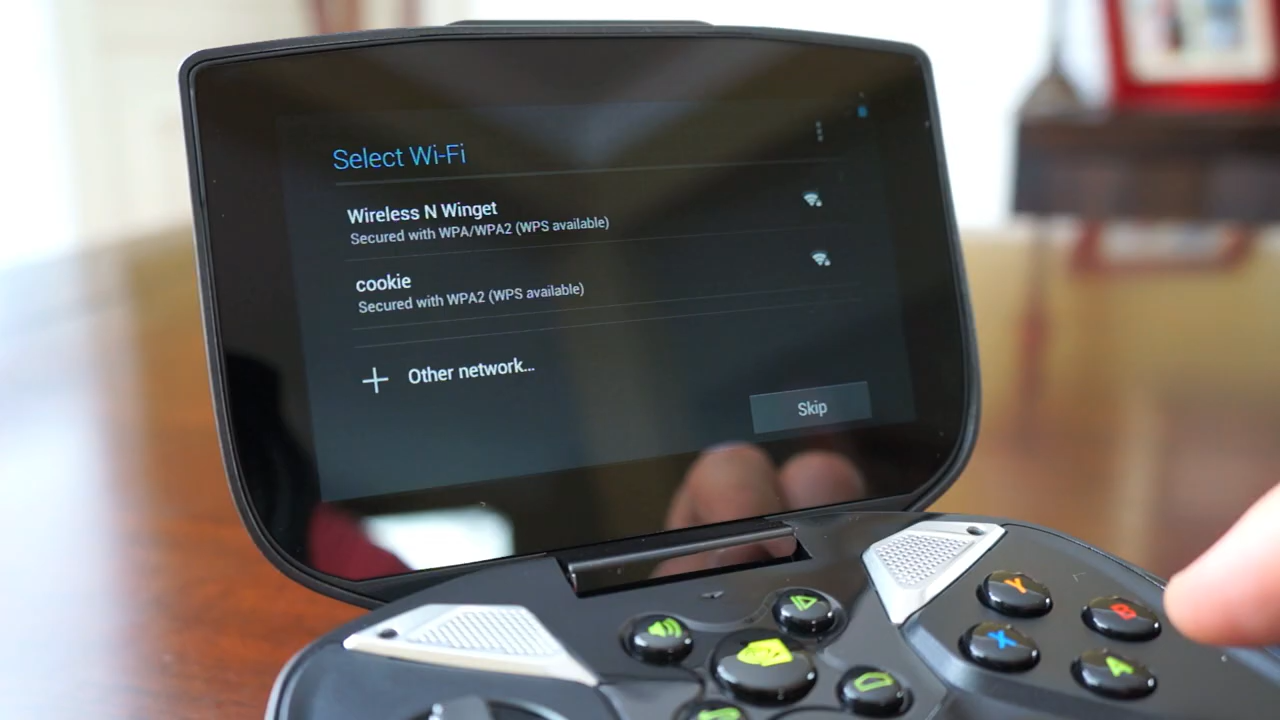 Select Wi-Fi
Wireless N Winget
Secured with WPA/WPA2 (WPS available)
cookie
Secured with WPA2 (WPS available)
Other network...
Skip
Y
B
X
A